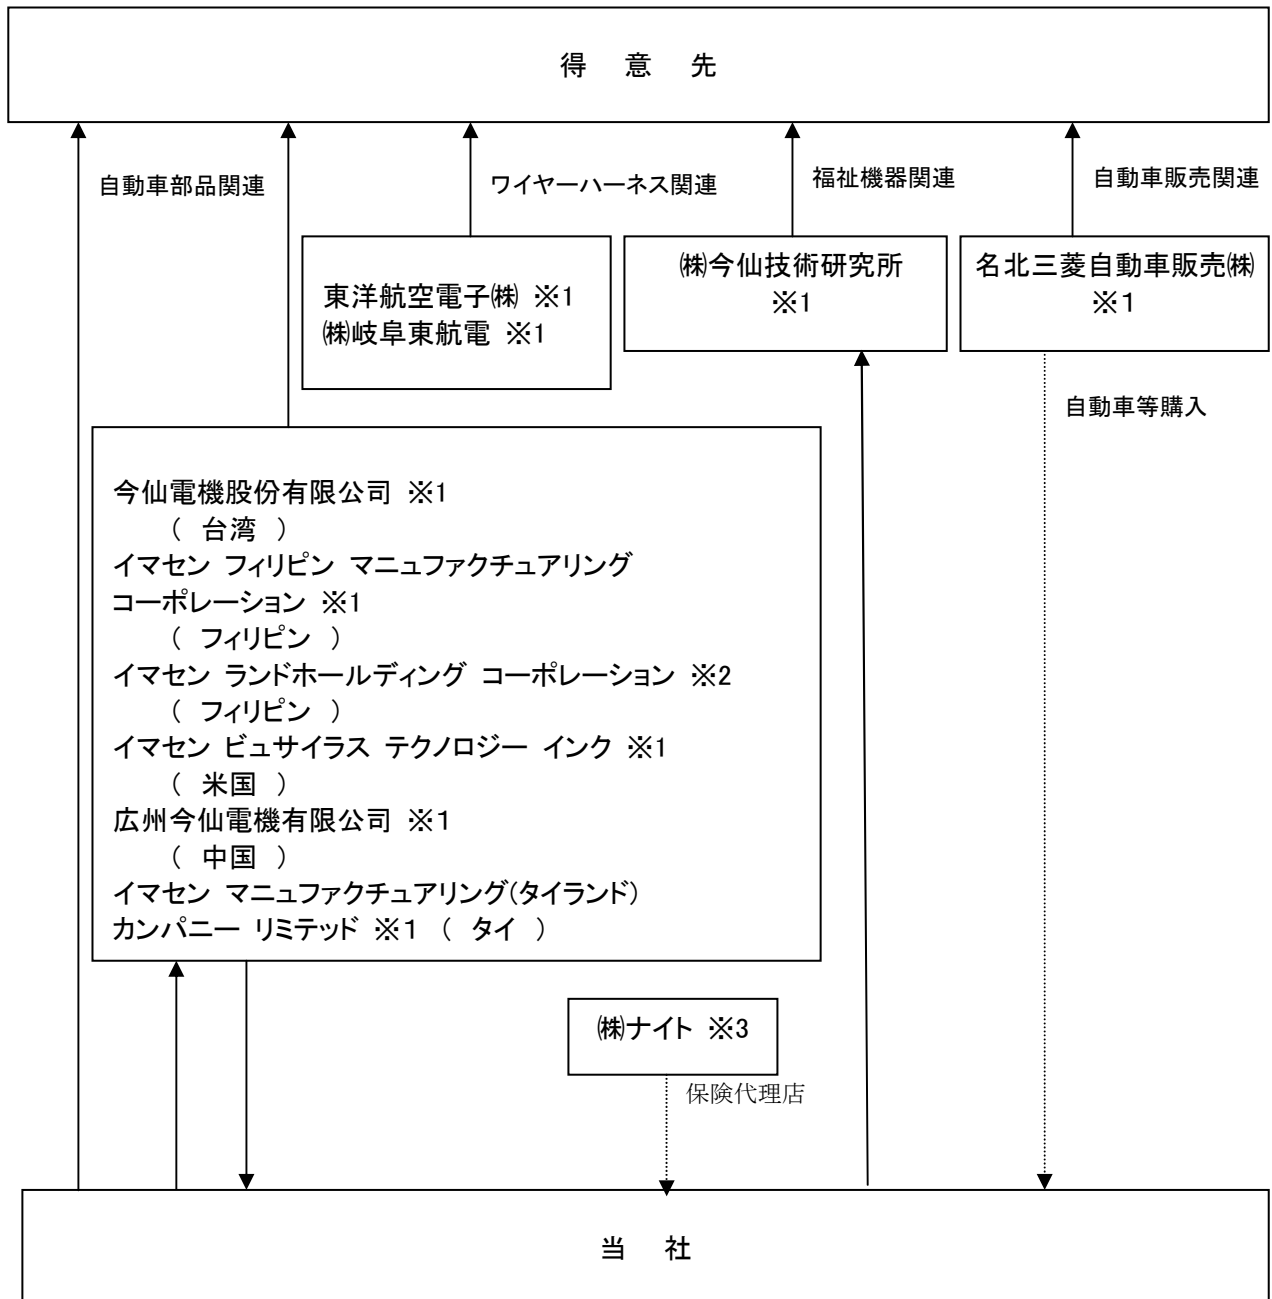 得 意 先
自動車部品関連
ワイヤーハーネス関連
福祉機器関連
自動車販売関連
東洋航空電子㈱ ※1
㈱岐阜東航電 ※1
㈱今仙技術研究所
※1
名北三菱自動車販売㈱
※1
自動車等購入
今仙電機股份有限公司 ※1
( 台湾 )
イマセン フィリピン マニュファクチュアリング
コーポレーション ※1
( フィリピン )
イマセン ランドホールディング コーポレーション ※2
( フィリピン )
イマセン ビュサイラス テクノロジー インク ※1
( 米国 )
広州今仙電機有限公司 ※1
( 中国 )
イマセン マニュファクチュアリング(タイランド)
カンパニー リミテッド ※1 ( タイ )
㈱ナイト ※3
保険代理店
当 社